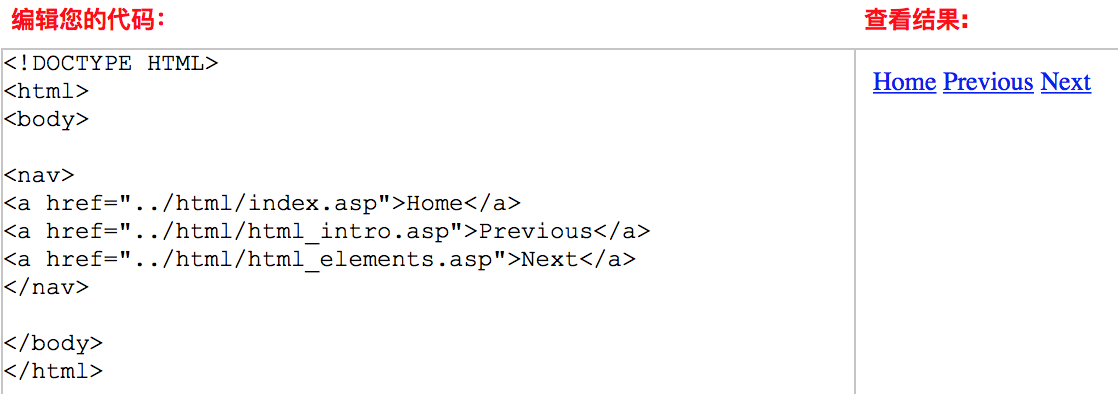 编辑您的代码：
查看结果:
<!DOCTYPE HTML>
<html>
<body>
<nav>
<a href="../html/index.asp">Home</a>
<a href="../html/html_intro.asp">Previous</a>
<a href="../html/html_elements.asp">Next</a>
</nav>
</body>
</html>
Home Previous Next